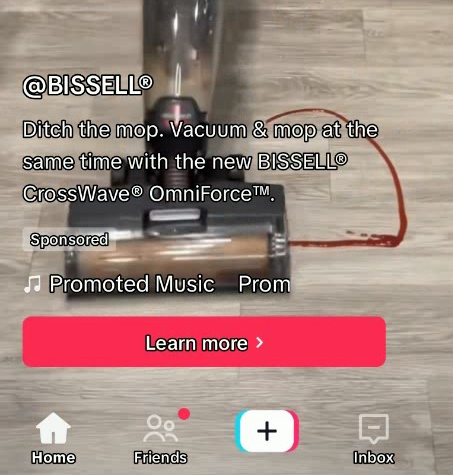 @BISSELL®
Ditch the mop. Vacuum & mop at the
same time with the new BISSELL®
CrossWave® OmniForce™.
Sponsored
Promoted Music Prom
Learn more >
Home Friends Inbox